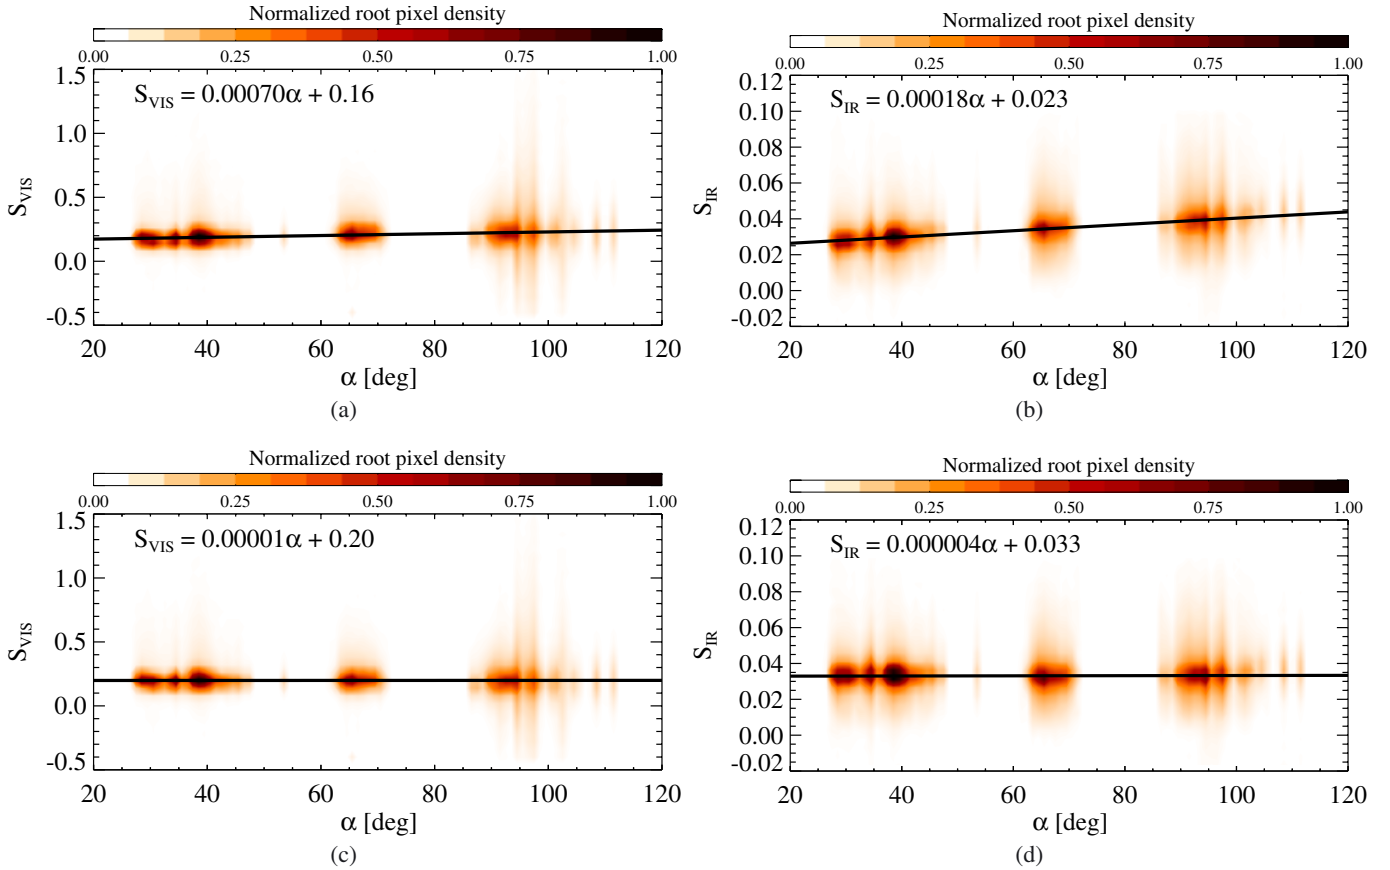 Normalized root pixel density
0.00 0.25 0.50 0.75 1.00
S_VIS = 0.00070α + 0.16
1.5
1.0
0.5
0.0
-0.5
S_VIS
20 40 60 80 100 120
α [deg]
(a)
Normalized root pixel density
0.00 0.25 0.50 0.75 1.00
S_IR = 0.00018α + 0.023
0.12
0.10
0.08
0.06
0.04
0.02
0.00
-0.02
S_IR
20 40 60 80 100 120
α [deg]
(b)
Normalized root pixel density
0.00 0.25 0.50 0.75 1.00
S_VIS = 0.00001α + 0.20
1.5
1.0
0.5
0.0
-0.5
S_VIS
20 40 60 80 100 120
α [deg]
(c)
Normalized root pixel density
0.00 0.25 0.50 0.75 1.00
S_IR = 0.000004α + 0.033
0.12
0.10
0.08
0.06
0.04
0.02
0.00
-0.02
S_IR
20 40 60 80 100 120
α [deg]
(d)